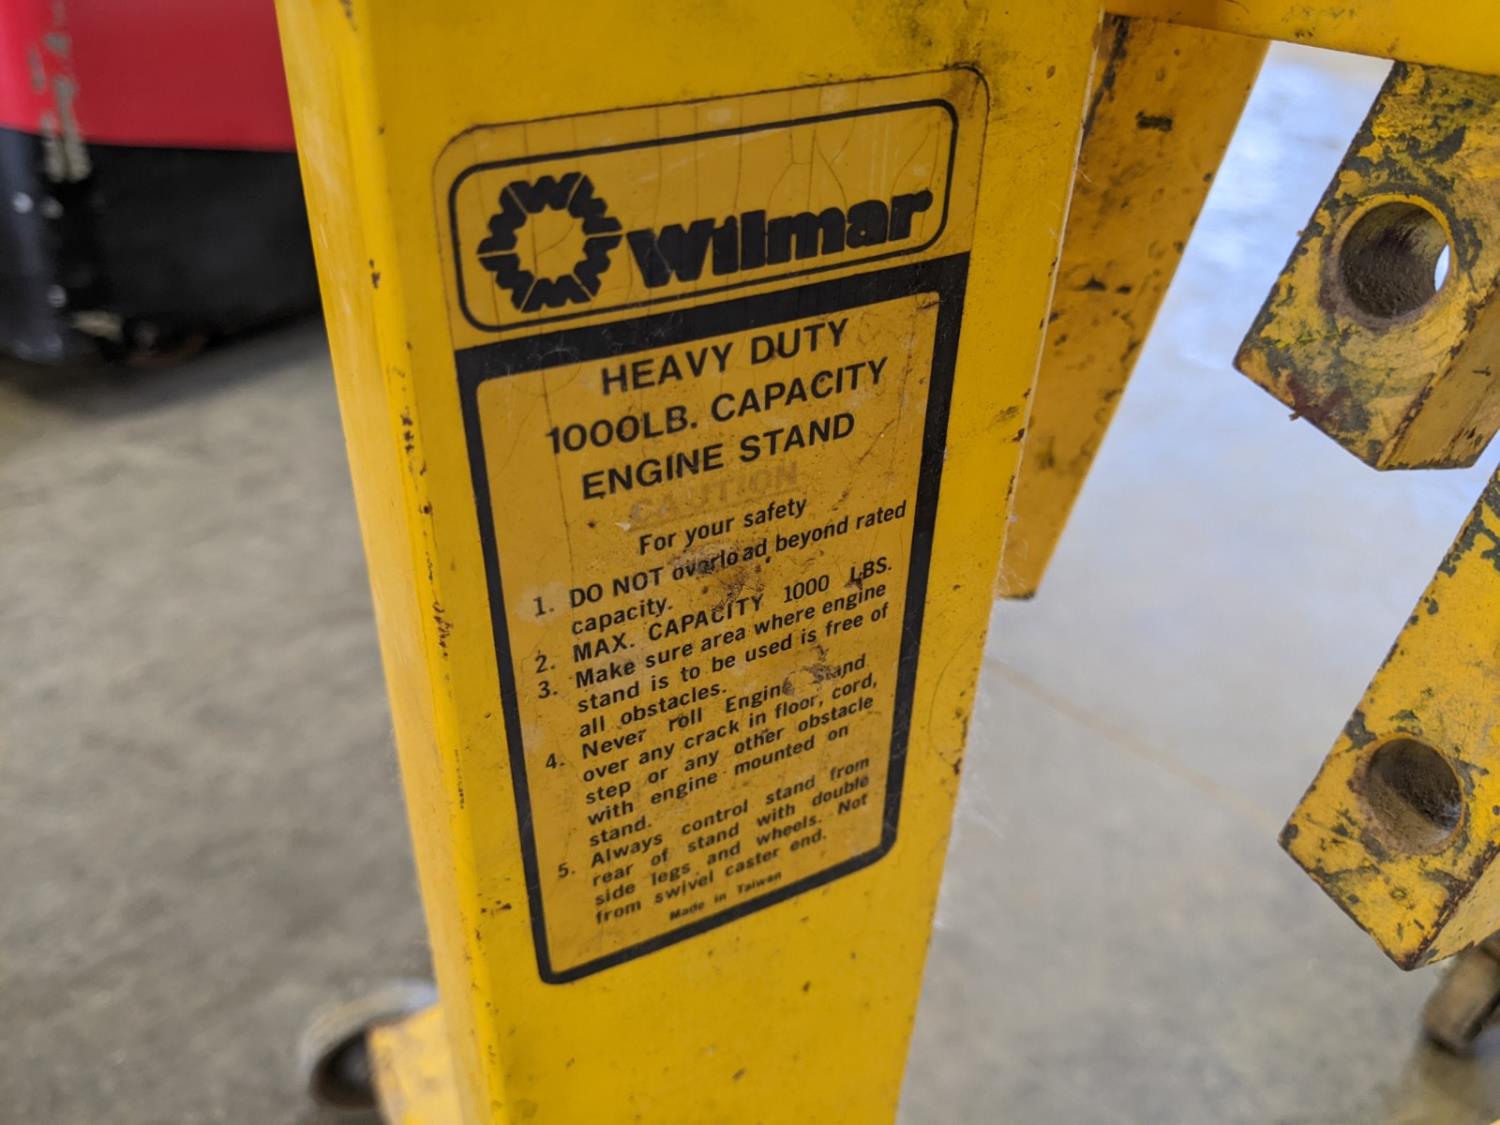 Wilmar
HEAVY DUTY
1000LB. CAPACITY
ENGINE STAND
CAUTION
For your safety
1. DO NOT overload beyond rated
capacity.
2. MAX. CAPACITY 1000 LBS.
3. Make sure area where engine
stand is to be used is free of
all obstacles.
4. Never roll Engine Stand
over any crack in floor, cord,
step or any other obstacle
with engine mounted on
stand.
5. Always control stand from
rear of stand with double
side legs and wheels. Not
from swivel caster end.
Made in Taiwan